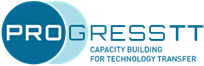 PROGRESSTT
CAPACITY BUILDING
FOR TECHNOLOGY TRANSFER